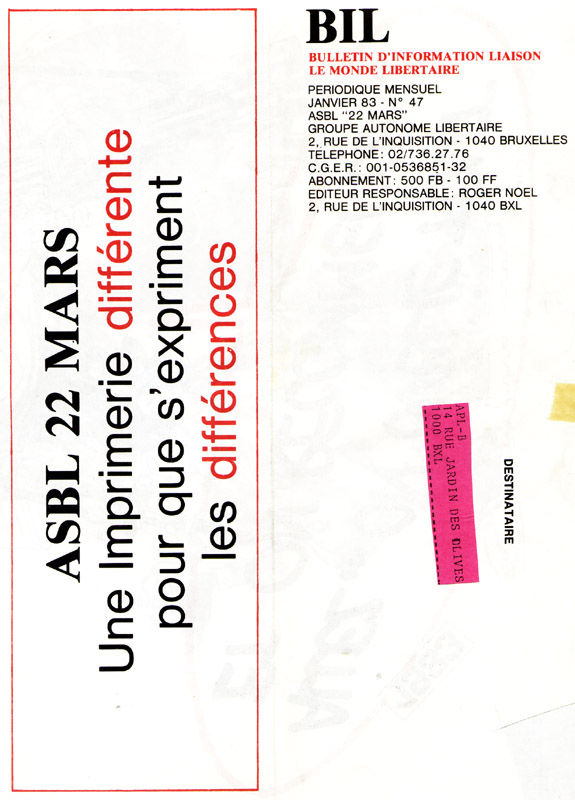 ASBL 22 MARS
Une Imprimerie différente
pour que s'expriment
les différences
BIL
BULLETIN D'INFORMATION LIAISON
LE MONDE LIBERTAIRE
PERIODIQUE MENSUEL
JANVIER 83 - N° 47
ASBL "22 MARS"
GROUPE AUTONOME LIBERTAIRE
2, RUE DE L'INQUISITION - 1040 BRUXELLES
TELEPHONE: 02/736.27.76
C.G.E.R.: 001-0536851-32
ABONNEMENT: 500 FB - 100 FF
EDITEUR RESPONSABLE: ROGER NOEL
2, RUE DE L'INQUISITION - 1040 BXL
DESTINATAIRE
APL-B
14 RUE JARDIN DES OLIVES
1000 BXL